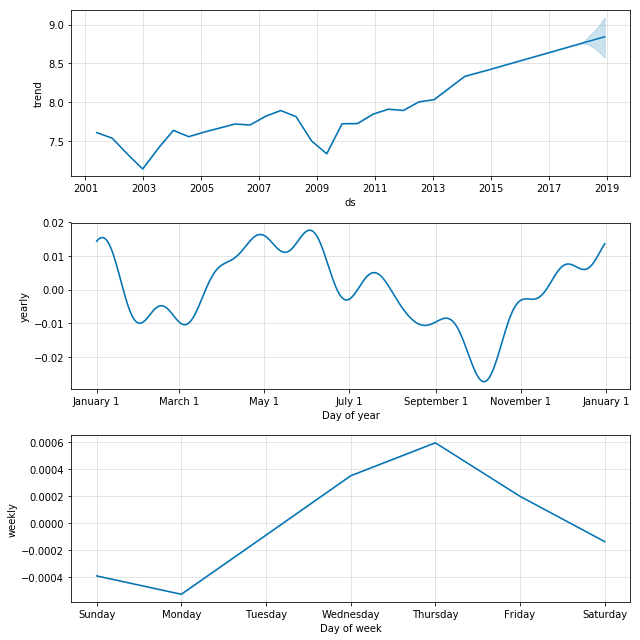 9.0
8.5
8.0
7.5
trend
2001 2003 2005 2007 2009 2011 2013 2015 2017 2019
ds
0.02
0.01
0.00
−0.01
−0.02
yearly
January 1 March 1 May 1 July 1 September 1 November 1 January 1
Day of year
0.0006
0.0004
0.0002
0.0000
−0.0002
−0.0004
weekly
Sunday Monday Tuesday Wednesday Thursday Friday Saturday
Day of week